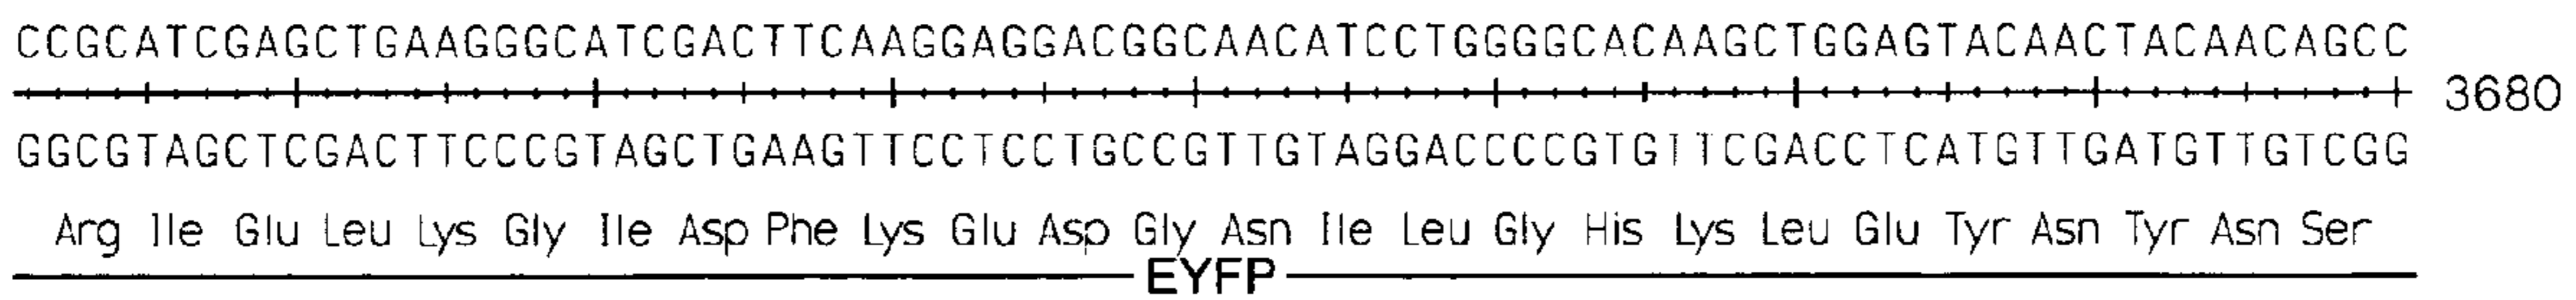 CCGCATCGAGCTGAAGGGCATCGACTTCAAGGAGGACGGCAACATCCTGGGGCACAAGCTGGAGTACAACTACAACAGCC
3680
GGCGTAGCTCGACTTCCCGTAGCTGAAGTTCCTCCTGCCGTTGTAGGACCCCGTGTTCGACCTCATGTTGATGTTGTCGG
Arg Ile Glu Leu Lys Gly Ile Asp Phe Lys Glu Asp Gly Asn Ile Leu Gly His Lys Leu Glu Tyr Asn Tyr Asn Ser
EYFP